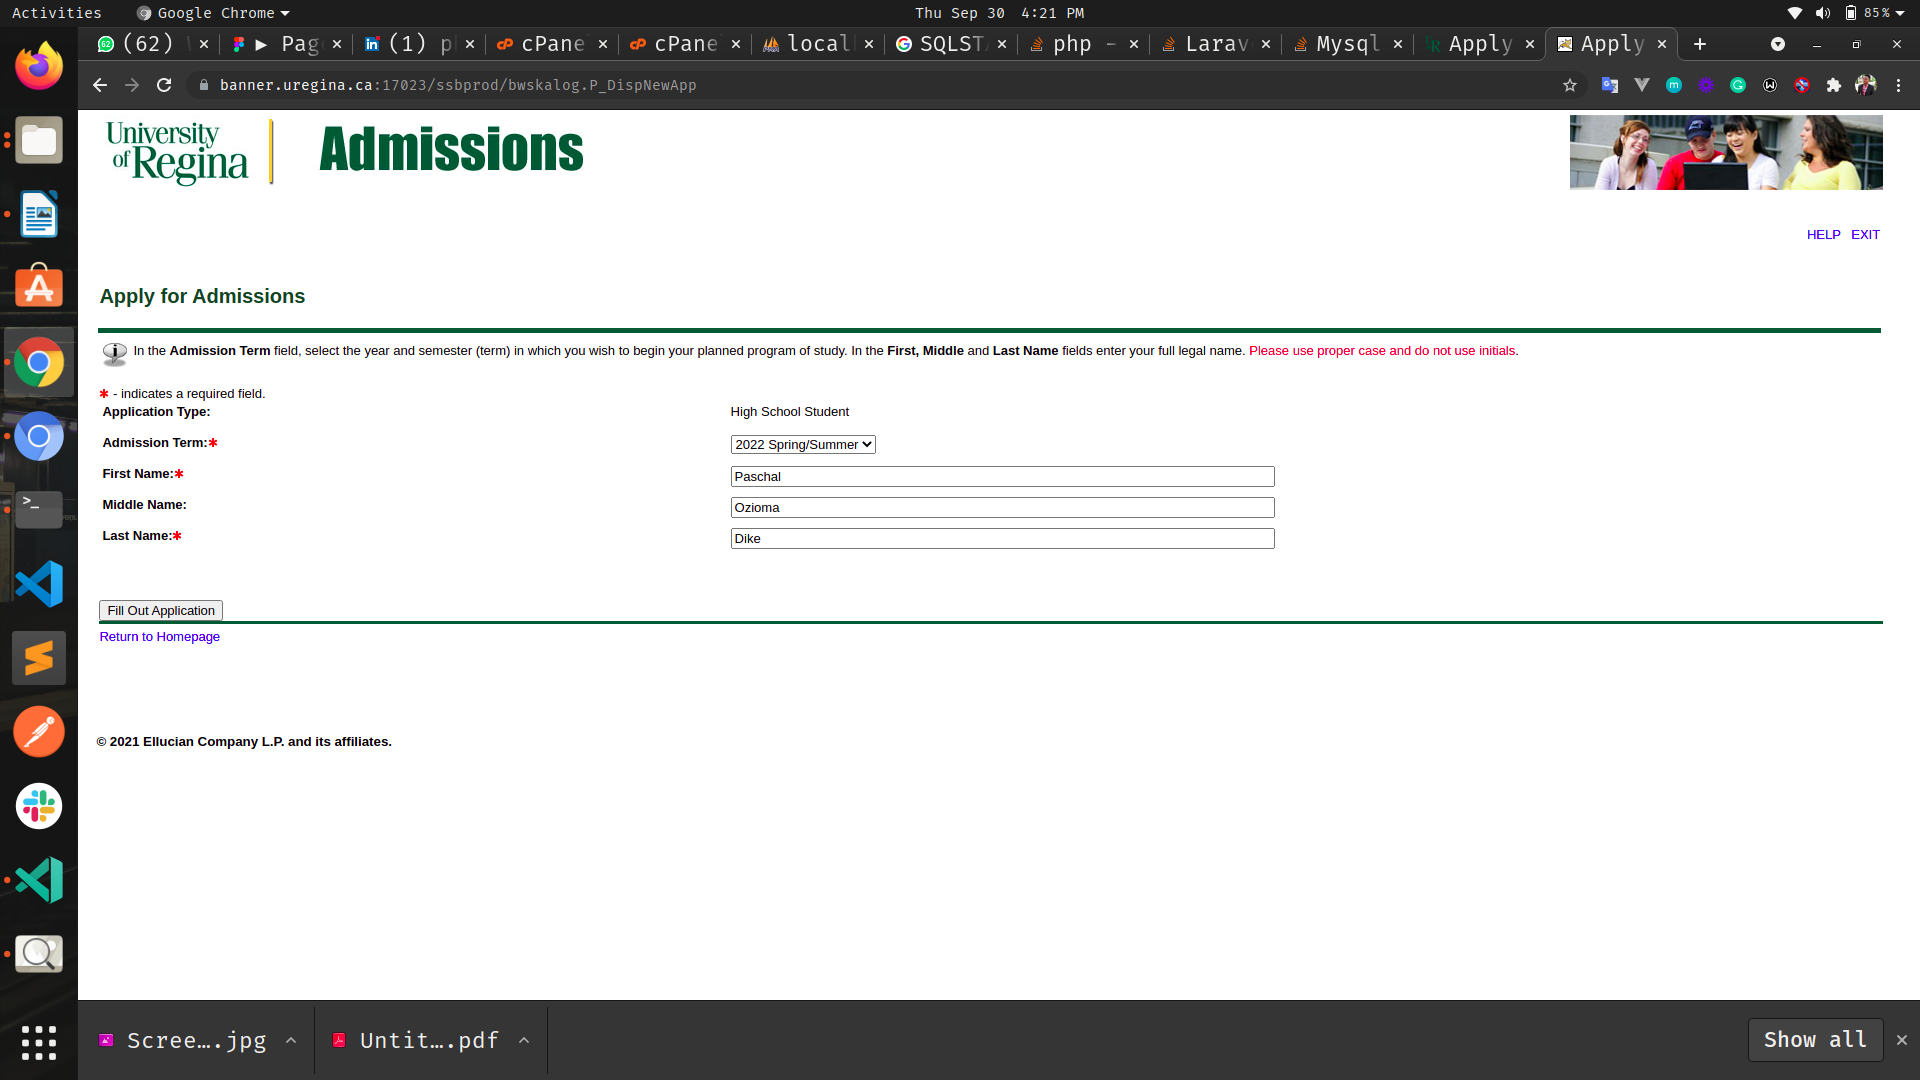 Activities
Google Chrome
Thu Sep 30 4:21 PM
85%
(62)
Pag
(1) p
cPane
cPane
local
SQLST
php -
Larav
Mysql
Apply
Apply
banner.uregina.ca:17023/ssbprod/bwskalog.P_DispNewApp
University of Regina
Admissions
HELP EXIT
Apply for Admissions
In the Admission Term field, select the year and semester (term) in which you wish to begin your planned program of study. In the First, Middle and Last Name fields enter your full legal name. Please use proper case and do not use initials.
✱ - indicates a required field.
Application Type: High School Student
Admission Term:✱ 2022 Spring/Summer
First Name:✱ Paschal
Middle Name: Ozioma
Last Name:✱ Dike
Fill Out Application
Return to Homepage
© 2021 Ellucian Company L.P. and its affiliates.
Scree….jpg
Untit….pdf
Show all